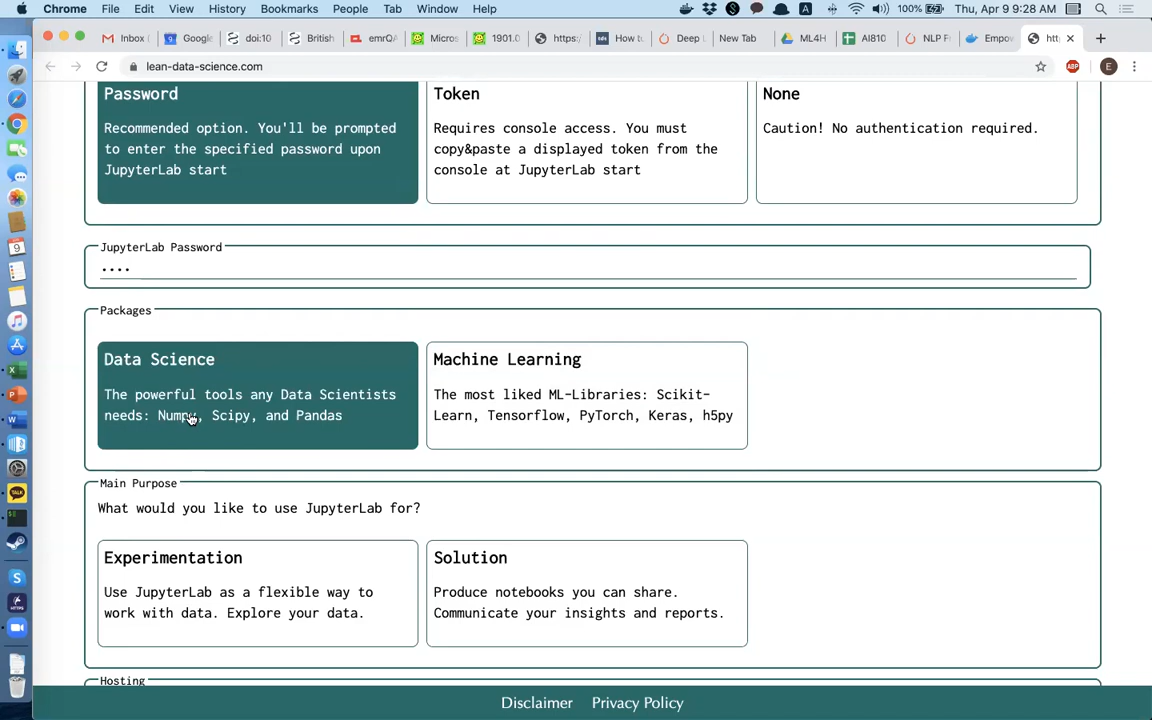 Chrome File Edit View History Bookmarks People Tab Window Help 100% Thu, Apr 9 9:28 AM
Inbox Google doi:10 British emrQA Micros 1901.0 https: How to Deep L New Tab ML4H AI810 NLP F Empov htt
lean-data-science.com
Password
Recommended option. You'll be prompted
to enter the specified password upon
JupyterLab start
Token
Requires console access. You must
copy&paste a displayed token from the
console at JupyterLab start
None
Caution! No authentication required.
JupyterLab Password
....
Packages
Data Science
The powerful tools any Data Scientists
needs: Numpy, Scipy, and Pandas
Machine Learning
The most liked ML-Libraries: Scikit-
Learn, Tensorflow, PyTorch, Keras, h5py
Main Purpose
What would you like to use JupyterLab for?
Experimentation
Use JupyterLab as a flexible way to
work with data. Explore your data.
Solution
Produce notebooks you can share.
Communicate your insights and reports.
Hosting
Disclaimer Privacy Policy